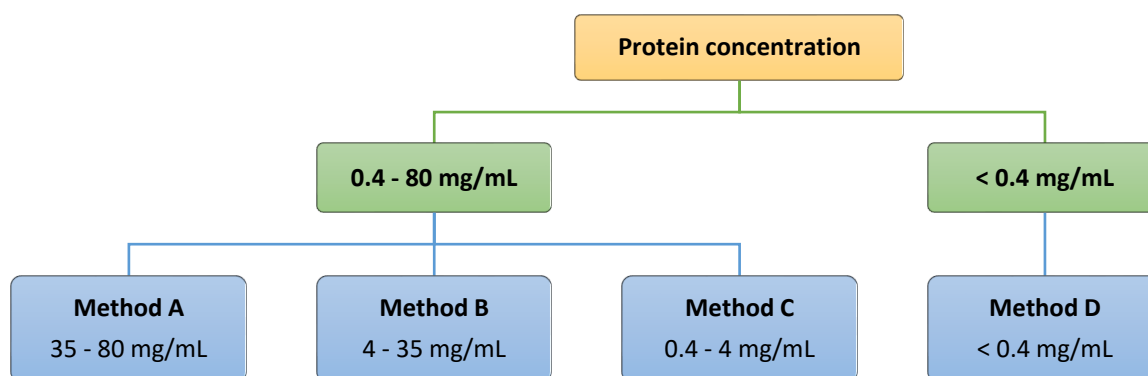 Protein concentration
0.4 - 80 mg/mL
< 0.4 mg/mL
Method A
35 - 80 mg/mL
Method B
4 - 35 mg/mL
Method C
0.4 - 4 mg/mL
Method D
< 0.4 mg/mL